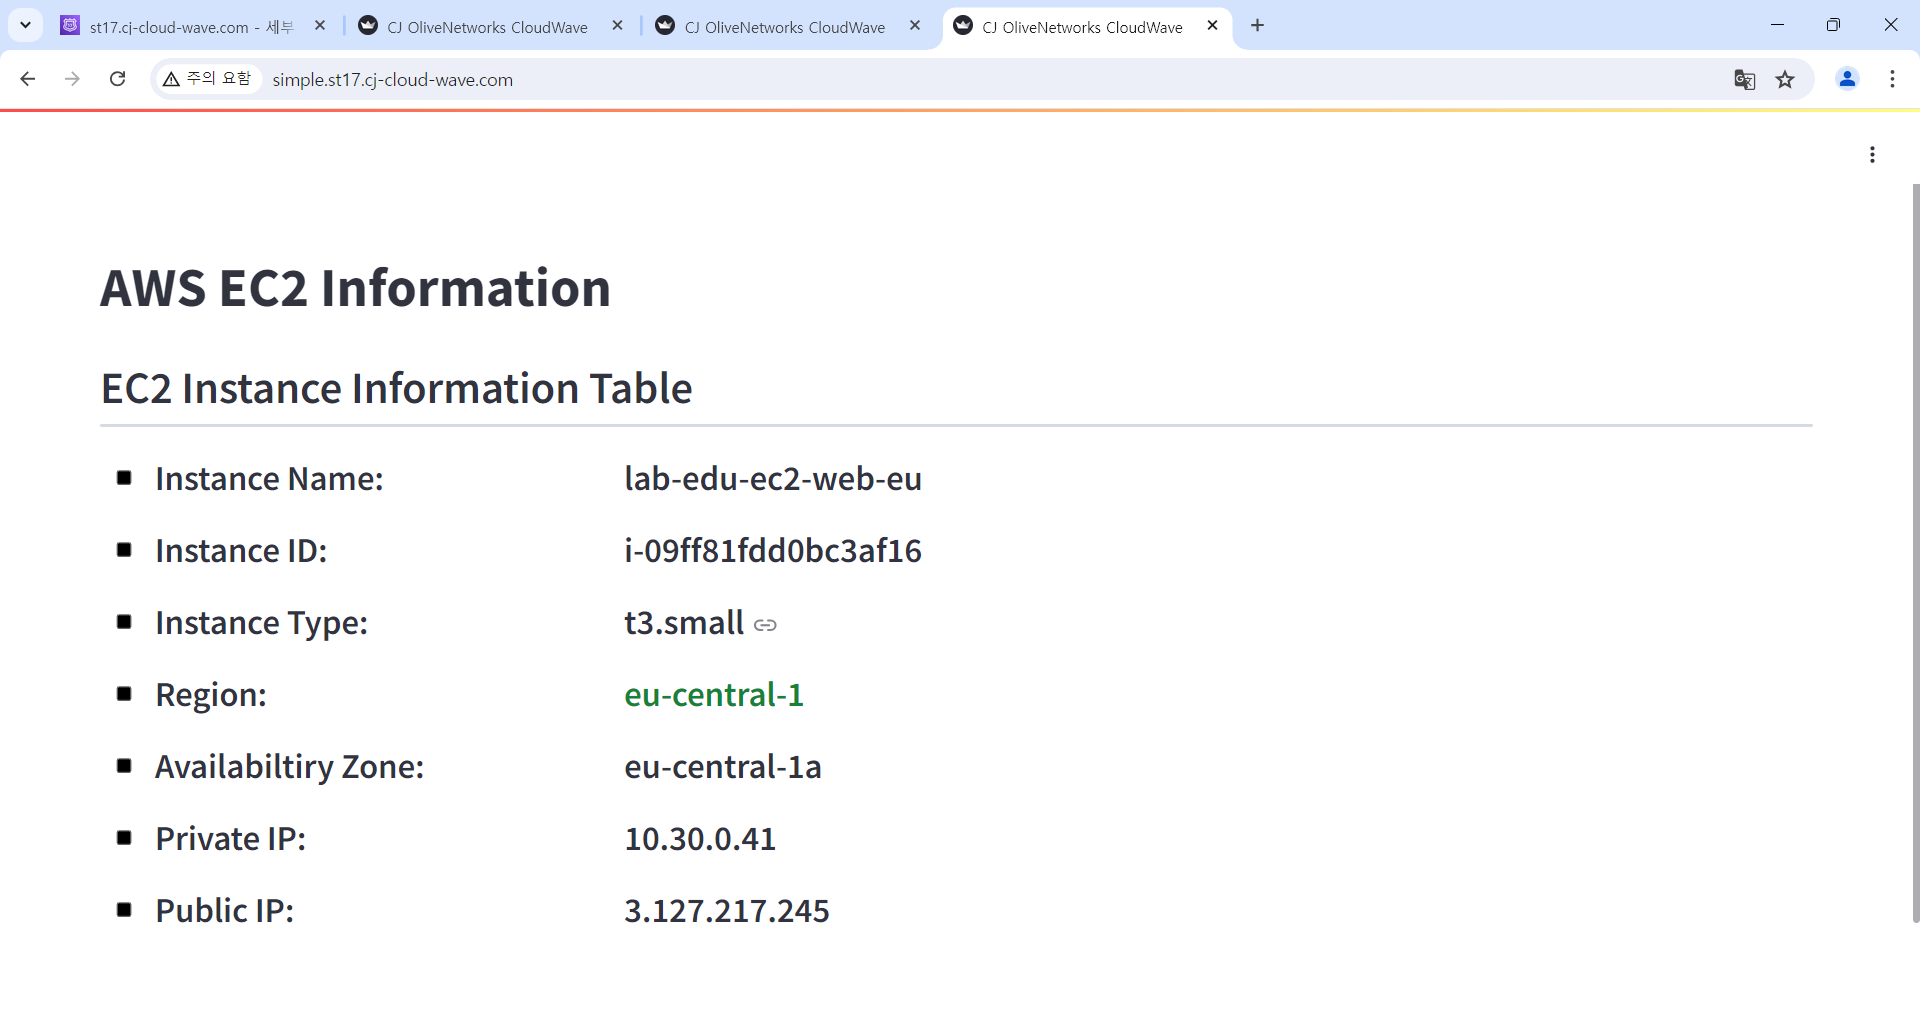 st17.cj-cloud-wave.com - 세부
CJ OliveNetworks CloudWave
CJ OliveNetworks CloudWave
CJ OliveNetworks CloudWave
주의 요함
simple.st17.cj-cloud-wave.com
AWS EC2 Information
EC2 Instance Information Table
Instance Name: lab-edu-ec2-web-eu
Instance ID: i-09ff81fdd0bc3af16
Instance Type: t3.small
Region: eu-central-1
Availabiltiry Zone: eu-central-1a
Private IP: 10.30.0.41
Public IP: 3.127.217.245